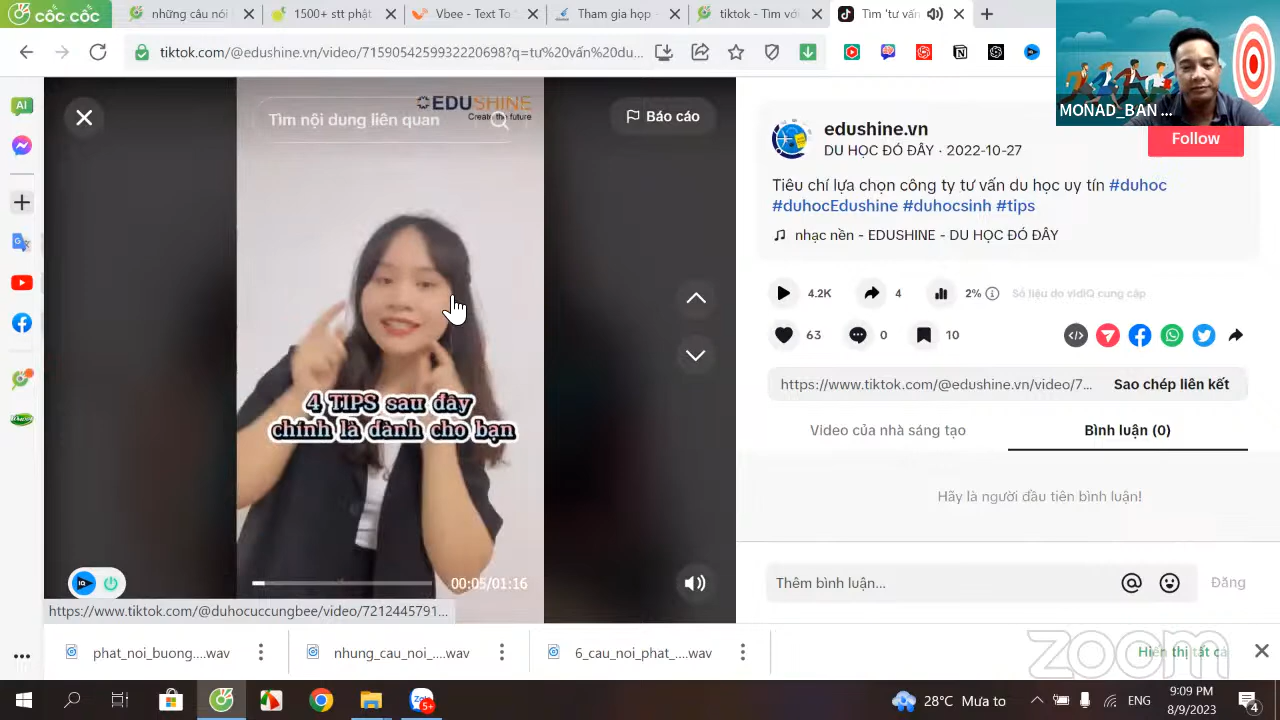 cốc cốc
những câu nói
1500+ stt phát
Vbee - Text
Tham gia họp -
tiktok - Tìm với
Tìm 'tư vấn
tiktok.com/@edushine.vn/video/7159054259932220698?q=tư%20vấn%20du...
MONAD_BAN ...
AI
EDUSHINE
Create the future
Tìm nội dung liên quan
Báo cáo
edushine.vn
DU HỌC ĐÓ ĐÂY · 2022-10-27
Follow
Tiêu chí lựa chọn công ty tư vấn du học uy tín #duhoc
#duhocEdushine #duhocsinh #tips
nhạc nền - EDUSHINE - DU HỌC ĐÓ ĐÂY
4.2K
4
2%
Số liệu do vidIQ cung cấp
63
0
10
https://www.tiktok.com/@edushine.vn/video/7...
Sao chép liên kết
Video của nhà sáng tạo
Bình luận (0)
Hãy là người đầu tiên bình luận!
4 TIPS sau đây
chính là dành cho bạn
IQ
00:05/01:16
Thêm bình luận...
Đăng
https://www.tiktok.com/@duhocuccungbee/video/7212445791...
phat_noi_buong....wav
nhung_cau_noi_....wav
6_cau_noi_phat_....wav
Hiển thị tất cả
zoom
28°C Mưa to
ENG
9:09 PM
8/9/2023
5+
4